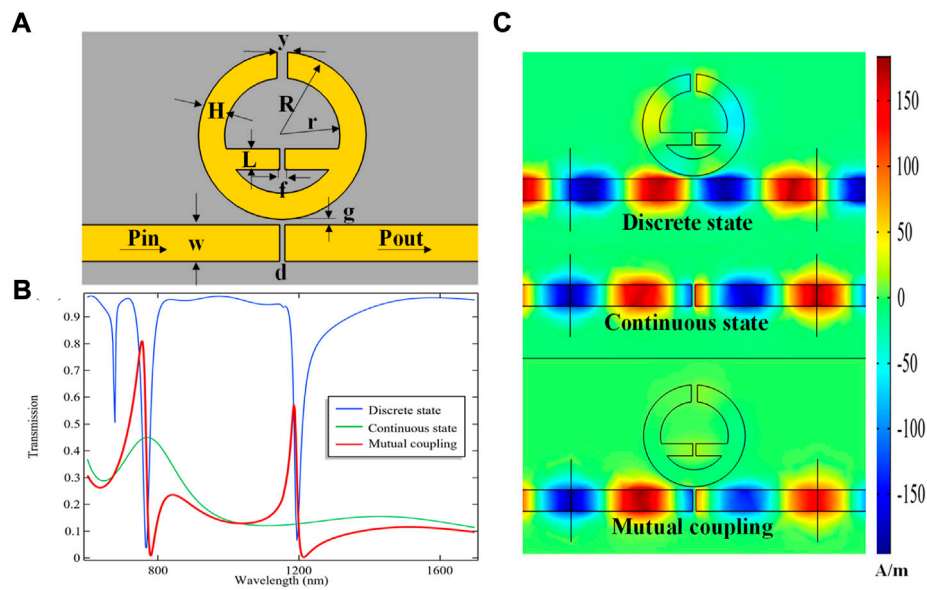 A
y
R
H
r
L
f
g
Pin
w
Pout
d
B
0.9
0.8
0.7
0.6
0.5
0.4
0.3
0.2
0.1
0
Transmission
Discrete state
Continuous state
Mutual coupling
800
1200
1600
Wavelength (nm)
C
Discrete state
Continuous state
Mutual coupling
150
100
50
0
-50
-100
-150
A/m